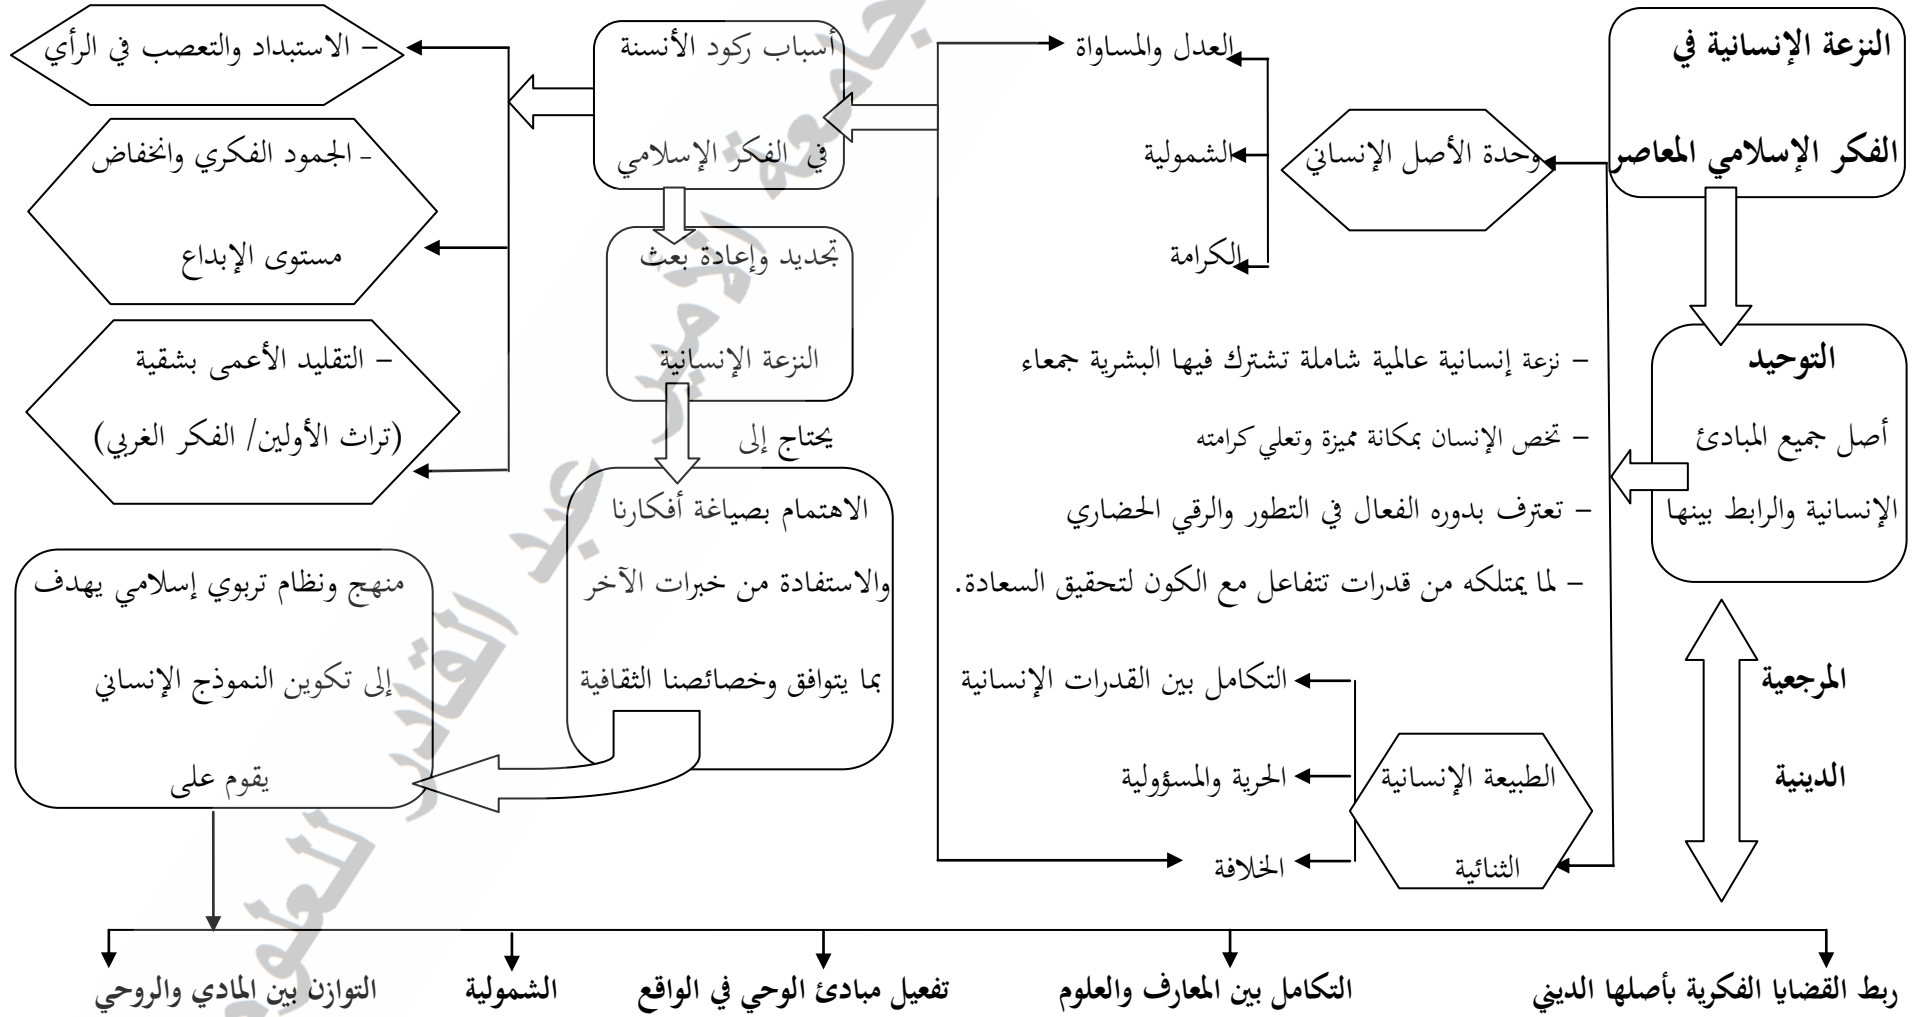 النزعة الإنسانية في
الفكر الإسلامي المعاصر
التوحيد
أصل جميع المبادئ
الإنسانية والرابط بينها
المرجعية
الدينية
وحدة الأصل الإنساني
العدل والمساواة
الشمولية
الكرامة
– نزعة إنسانية عالمية شاملة تشترك فيها البشرية جمعاء
– تخص الإنسان بمكانة مميزة وتعلي كرامته
– تعترف بدوره الفعال في التطور والرقي الحضاري
– لما يمتلكه من قدرات تتفاعل مع الكون لتحقيق السعادة.
الطبيعة الإنسانية
الثنائية
التكامل بين القدرات الإنسانية
الحرية والمسؤولية
الخلافة
أسباب ركود الأنسنة
في الفكر الإسلامي
– الاستبداد والتعصب في الرأي
- الجمود الفكري وانخفاض
مستوى الإبداع
– التقليد الأعمى بشقية
(تراث الأولين/ الفكر الغربي)
تجديد وإعادة بعث
النزعة الإنسانية
يحتاج إلى
الاهتمام بصياغة أفكارنا
والاستفادة من خبرات الآخر
بما يتوافق وخصائصنا الثقافية
منهج ونظام تربوي إسلامي يهدف
إلى تكوين النموذج الإنساني
يقوم على
ربط القضايا الفكرية بأصلها الديني
التكامل بين المعارف والعلوم
تفعيل مبادئ الوحي في الواقع
الشمولية
التوازن بين المادي والروحي
جامعة الأمير عبد القادر للعلوم